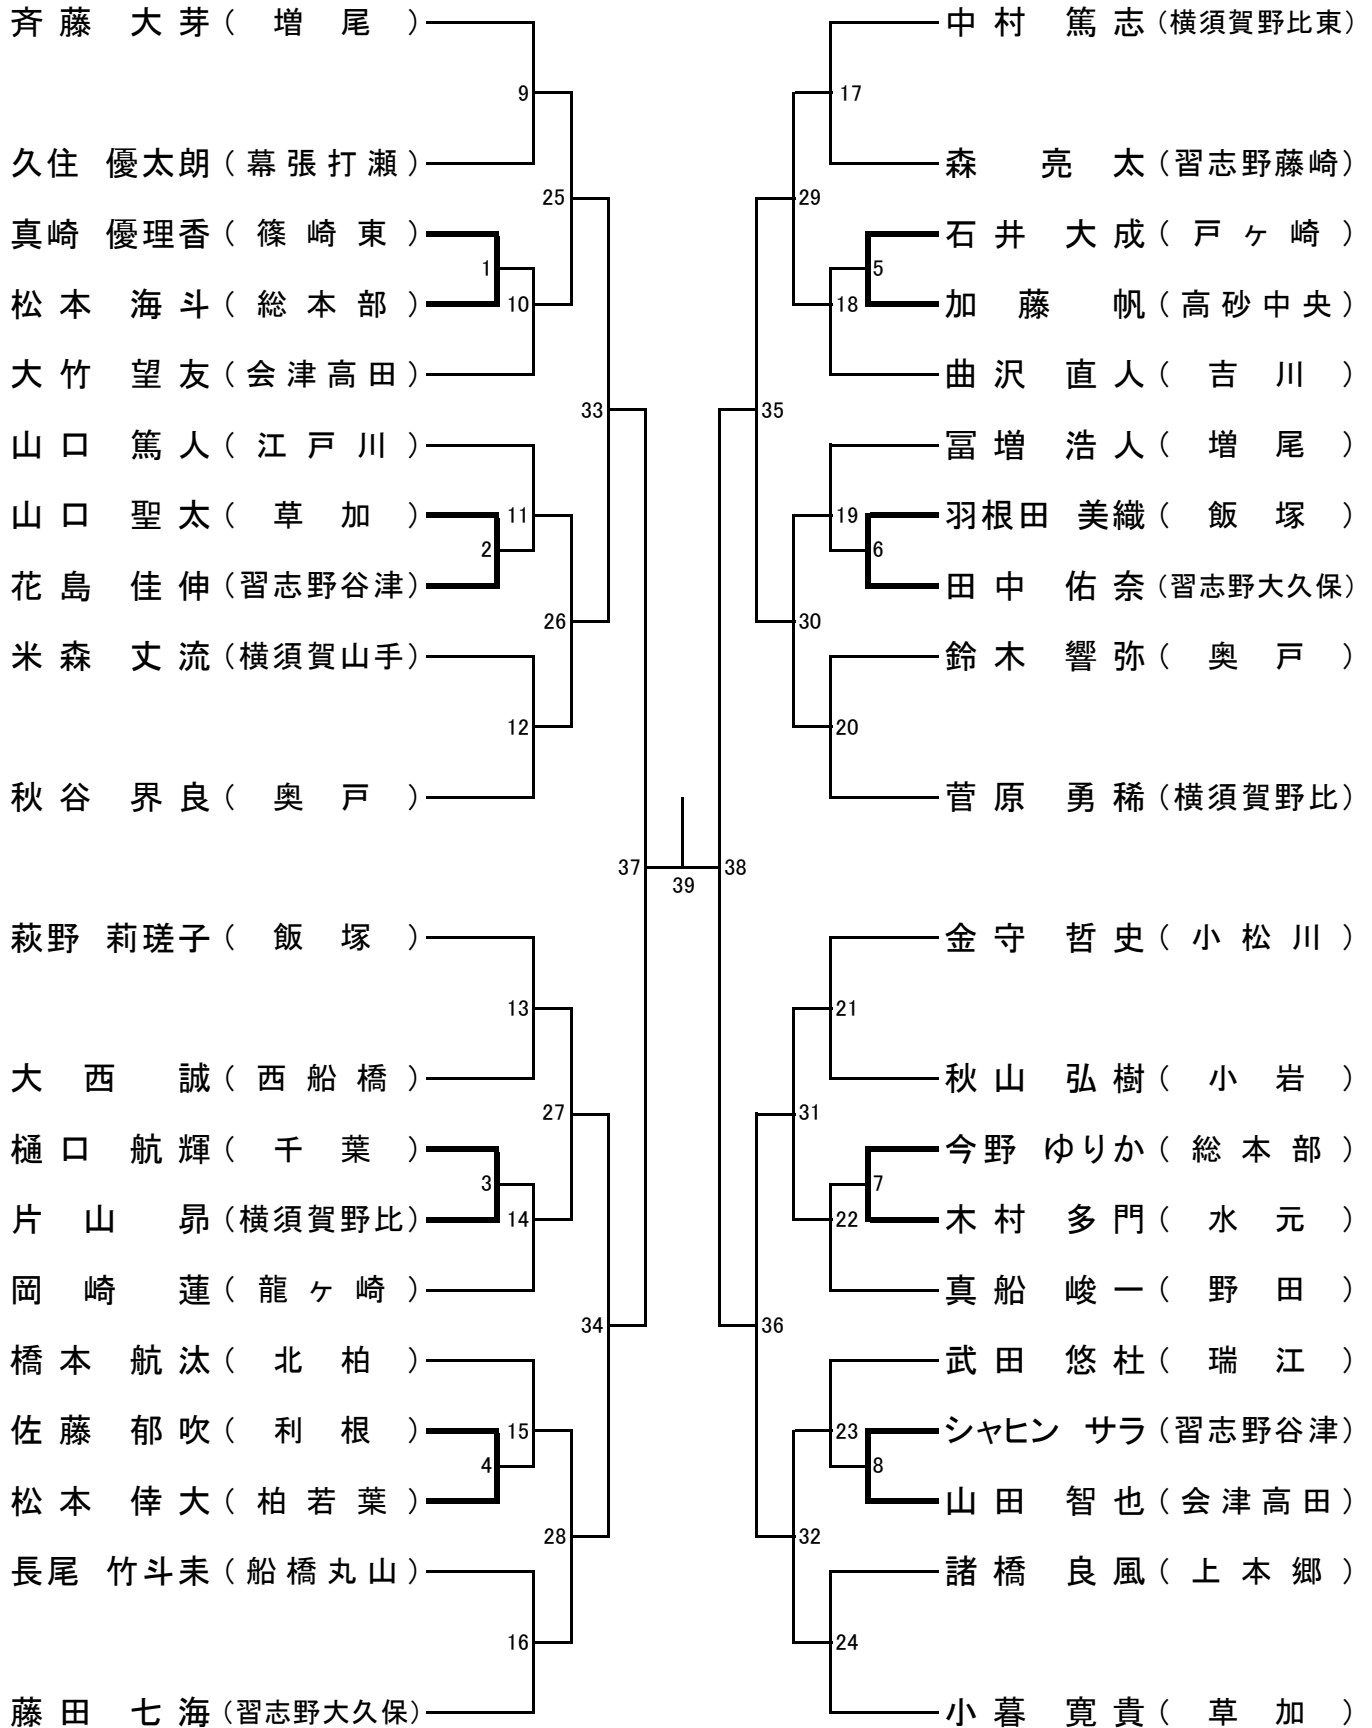 斉藤 大芽 (増尾)
9
久住 優太朗 (幕張打瀬)
25
真崎 優理香 (篠崎東)
1
松本 海斗 (総本部)
10
大竹 望友 (会津高田)
33
山口 篤人 (江戸川)
山口 聖太 (草加)
11
2
花島 佳伸 (習志野谷津)
26
米森 丈流 (横須賀山手)
12
秋谷 界良 (奥戸)
37
萩野 莉瑳子 (飯塚)
13
大西 誠 (西船橋)
27
樋口 航輝 (千葉)
3
片山 昴 (横須賀野比)
14
岡崎 蓮 (龍ヶ崎)
34
橋本 航汰 (北柏)
佐藤 郁吹 (利根)
15
4
松本 倖大 (柏若葉)
28
長尾 竹斗耒 (船橋丸山)
16
藤田 七海 (習志野大久保)
39
中村 篤志 (横須賀野比東)
17
森 亮太 (習志野藤崎)
29
石井 大成 (戸ヶ崎)
5
加藤 帆 (高砂中央)
18
曲沢 直人 (吉川)
35
冨増 浩人 (増尾)
羽根田 美織 (飯塚)
19
6
田中 佑奈 (習志野大久保)
30
鈴木 響弥 (奥戸)
20
菅原 勇稀 (横須賀野比)
38
金守 哲史 (小松川)
21
秋山 弘樹 (小岩)
31
今野 ゆりか (総本部)
7
木村 多門 (水元)
22
真船 峻一 (野田)
36
武田 悠杜 (瑞江)
シャヒン サラ (習志野谷津)
23
8
山田 智也 (会津高田)
32
諸橋 良風 (上本郷)
24
小暮 寛貴 (草加)